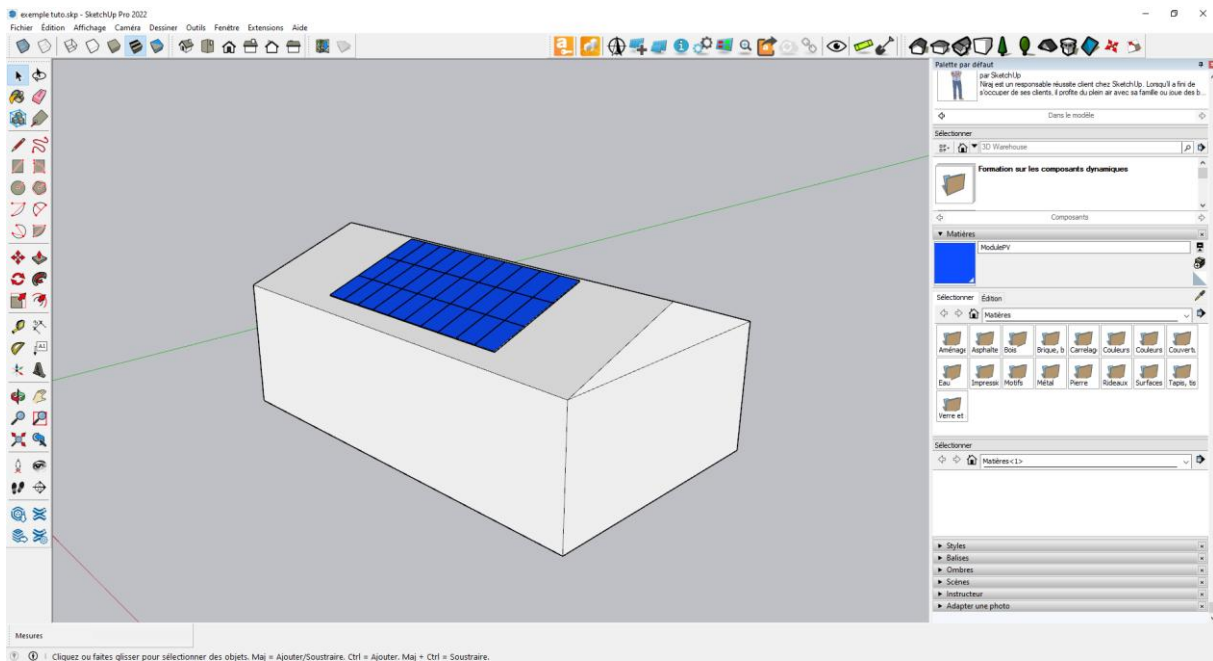 exemple tuto.skp - SketchUp Pro 2022
Fichier Édition Affichage Caméra Dessiner Outils Fenêtre Extensions Aide
Palette par défaut
par SketchUp
Niraj est un responsable réussite client chez SketchUp. Lorsqu'il a fini de
s'occuper de ses clients, il profite du plein air avec sa famille ou joue des b...
Dans le modèle
Sélectionner
3D Warehouse
Formation sur les composants dynamiques
Composants
Matières
ModulePV
Sélectionner Édition
Matières
Aménage Asphalte Bois Brique, b Carrelag Couleurs Couleurs Couvert.
Eau Impressi Motifs Métal Pierre Rideaux Surfaces Tapis, tis
Verre et
Sélectionner
Matières<1>
Styles
Balises
Ombres
Scènes
Instructeur
Adapter une photo
Mesures
Cliquez ou faites glisser pour sélectionner des objets. Maj = Ajouter/Soustraire. Ctrl = Ajouter. Maj + Ctrl = Soustraire.